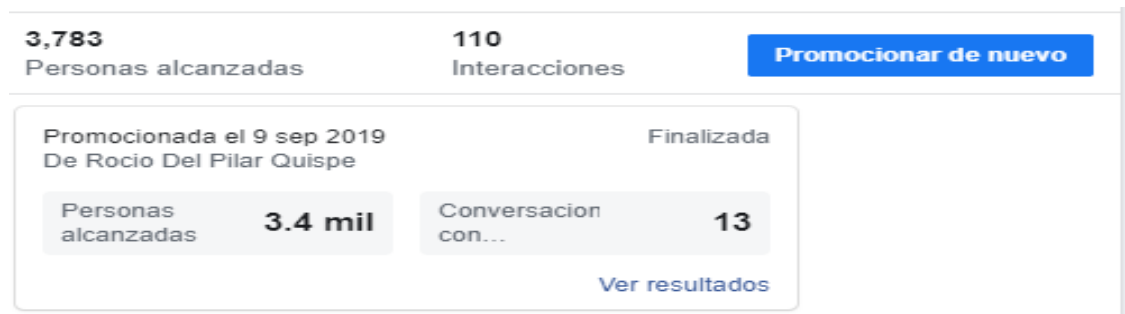 3,783
Personas alcanzadas
110
Interacciones
Promocionar de nuevo
Promocionada el 9 sep 2019
De Rocio Del Pilar Quispe
Finalizada
Personas
alcanzadas
3.4 mil
Conversacion
con...
13
Ver resultados